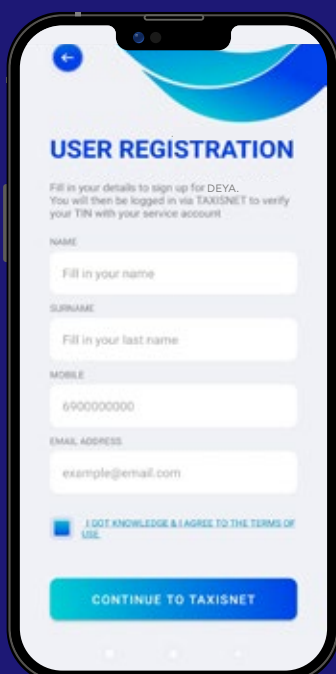 USER REGISTRATION
Fill in your details to sign up for DEYA.
You will then be logged in via TAXISNET to verify
your TIN with your service account
NAME
Fill in your name
SURNAME
Fill in your last name
MOBILE
6900000000
EMAIL ADDRESS
example@email.com
I GOT KNOWLEDGE & I AGREE TO THE TERMS OF
USE
CONTINUE TO TAXISNET